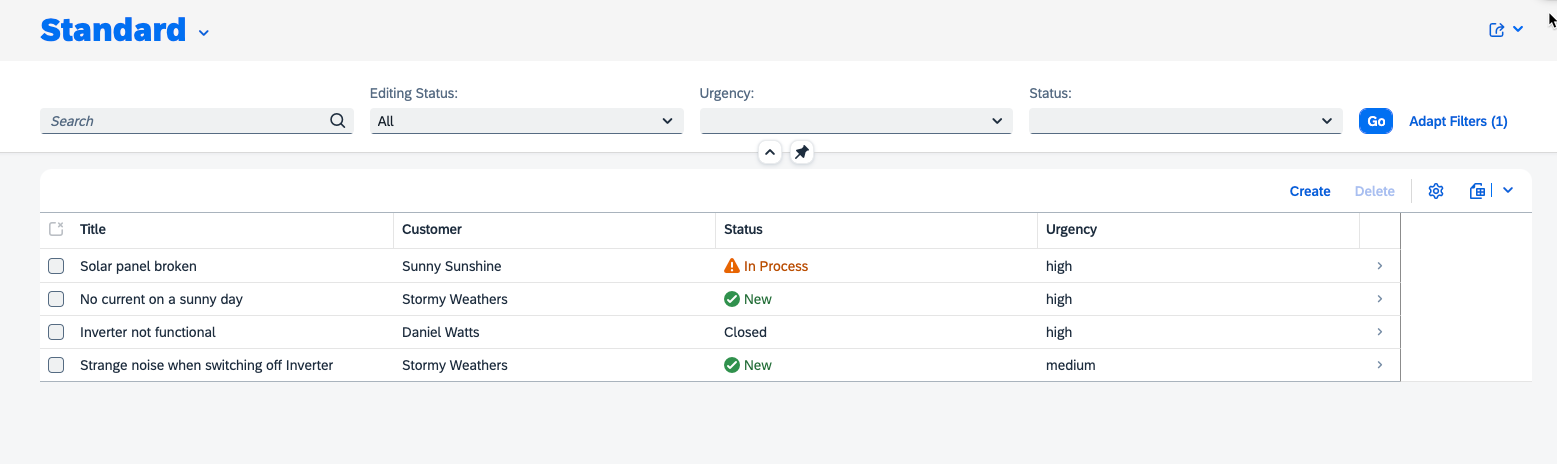 Standard
Editing Status: Urgency: Status:
Search All Go Adapt Filters (1)
Create Delete
Title Customer Status Urgency
Solar panel broken Sunny Sunshine In Process high
No current on a sunny day Stormy Weathers New high
Inverter not functional Daniel Watts Closed high
Strange noise when switching off Inverter Stormy Weathers New medium